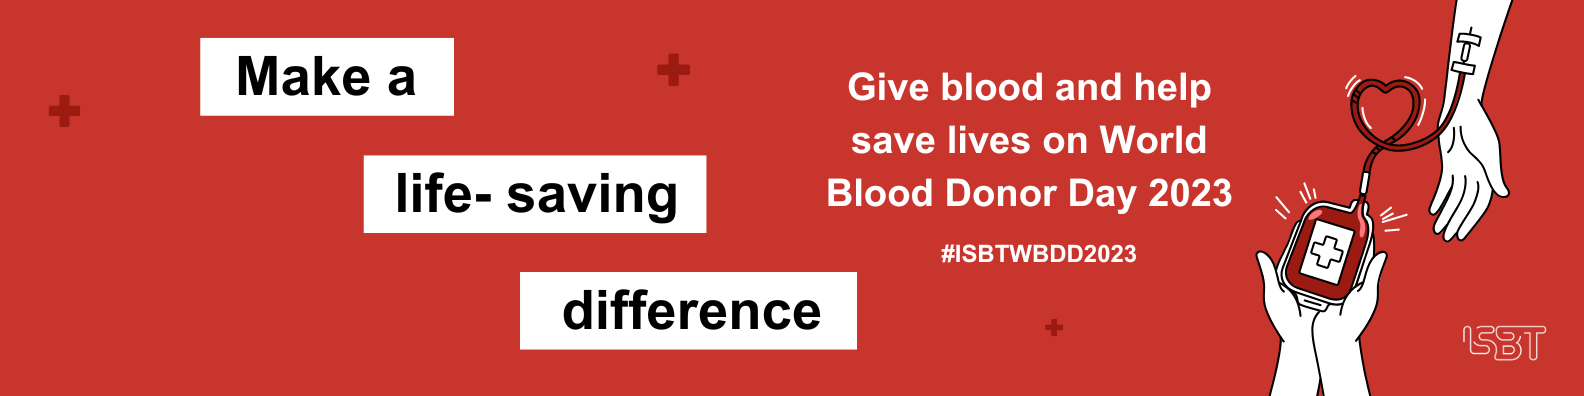 Make a
life- saving
difference
Give blood and help
save lives on World
Blood Donor Day 2023
#ISBTWBDD2023
ISBT